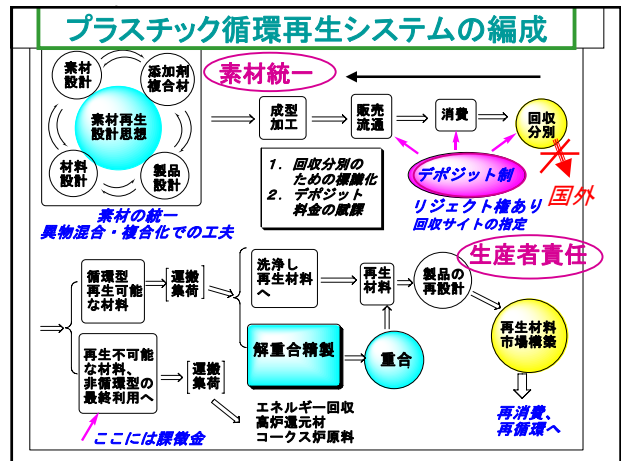 プラスチック循環再生システムの編成
素材
設計
添加剤
複合材
素材再生
設計思想
材料
設計
製品
設計
素材統一
成型
加工
販売
流通
消費
回収
分別
1. 回収分別の
ための標識化
2. デポジット
料金の賦課
デポジット制
国外
リジェクト権あり
回収サイトの指定
素材の統一
異物混合・複合化での工夫
生産者責任
循環型
再生可能
な材料
運搬
集荷
洗浄し
再生材料
へ
再生
材料
製品の
再設計
再生材料
市場構築
解重合精製
重合
再生不可能
な材料、
非循環型の
最終利用へ
運搬
集荷
エネルギー回収
高炉還元材
コークス炉原料
再消費、
再循環へ
ここには課徴金